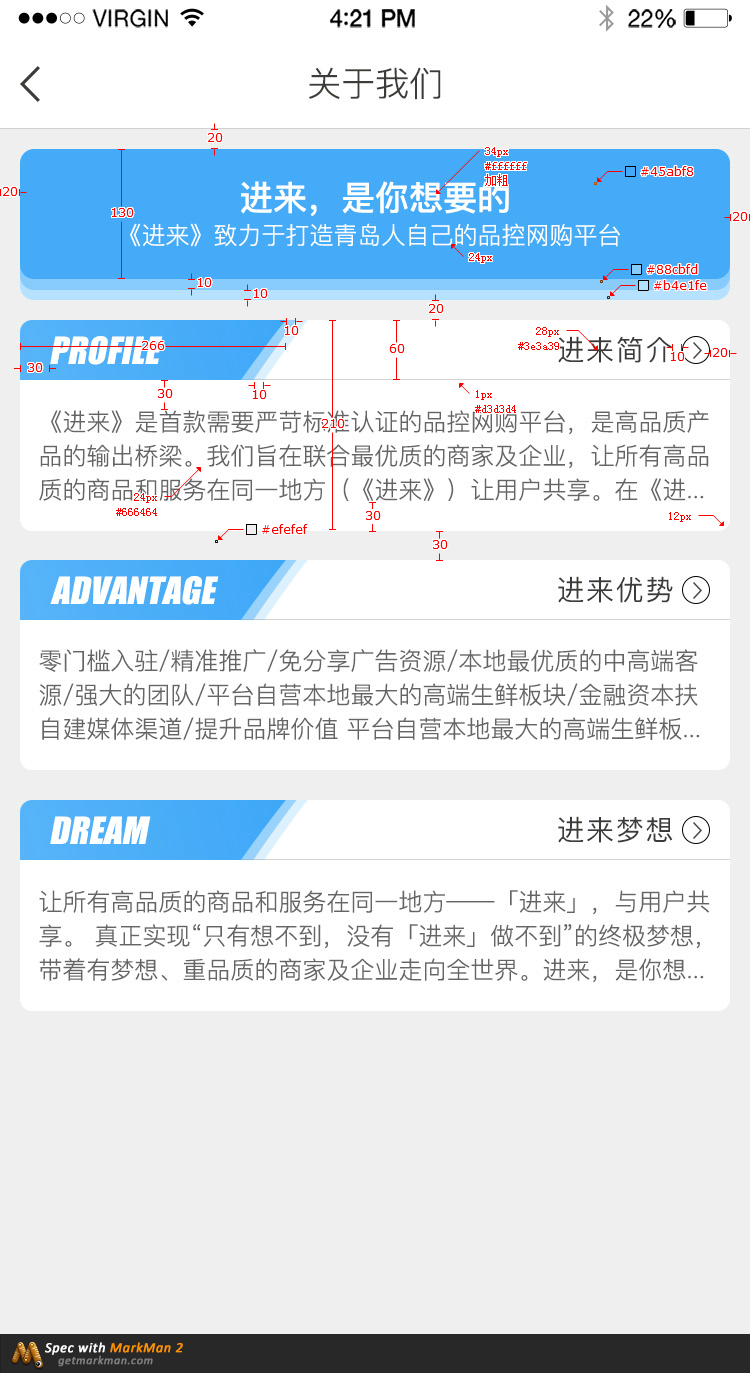 VIRGIN
4:21 PM
22%
关于我们
20
34px
#ffffff
加粗
#45abf8
20
20
130
进来，是你想要的
《进来》致力于打造青岛人自己的品控网购平台
24px
#88cbfd
10
#b4e1fe
10
20
10
28px
#3e3a39
266
PROFILE
60
进来简介
10
20
30
30
10
1px
#d3d3d4
210
《进来》是首款需要严苛标准认证的品控网购平台，是高品质产
品的输出桥梁。我们旨在联合最优质的商家及企业，让所有高品
质的商品和服务在同一地方（《进来》）让用户共享。在《进...
24px
#666464
30
12px
#efefef
30
ADVANTAGE
进来优势
零门槛入驻/精准推广/免分享广告资源/本地最优质的中高端客
源/强大的团队/平台自营本地最大的高端生鲜板块/金融资本扶
自建媒体渠道/提升品牌价值 平台自营本地最大的高端生鲜板...
DREAM
进来梦想
让所有高品质的商品和服务在同一地方——「进来」，与用户共
享。 真正实现“只有想不到，没有「进来」做不到”的终极梦想，
带着有梦想、重品质的商家及企业走向全世界。进来，是你想...
Spec with MarkMan 2
getmarkman.com